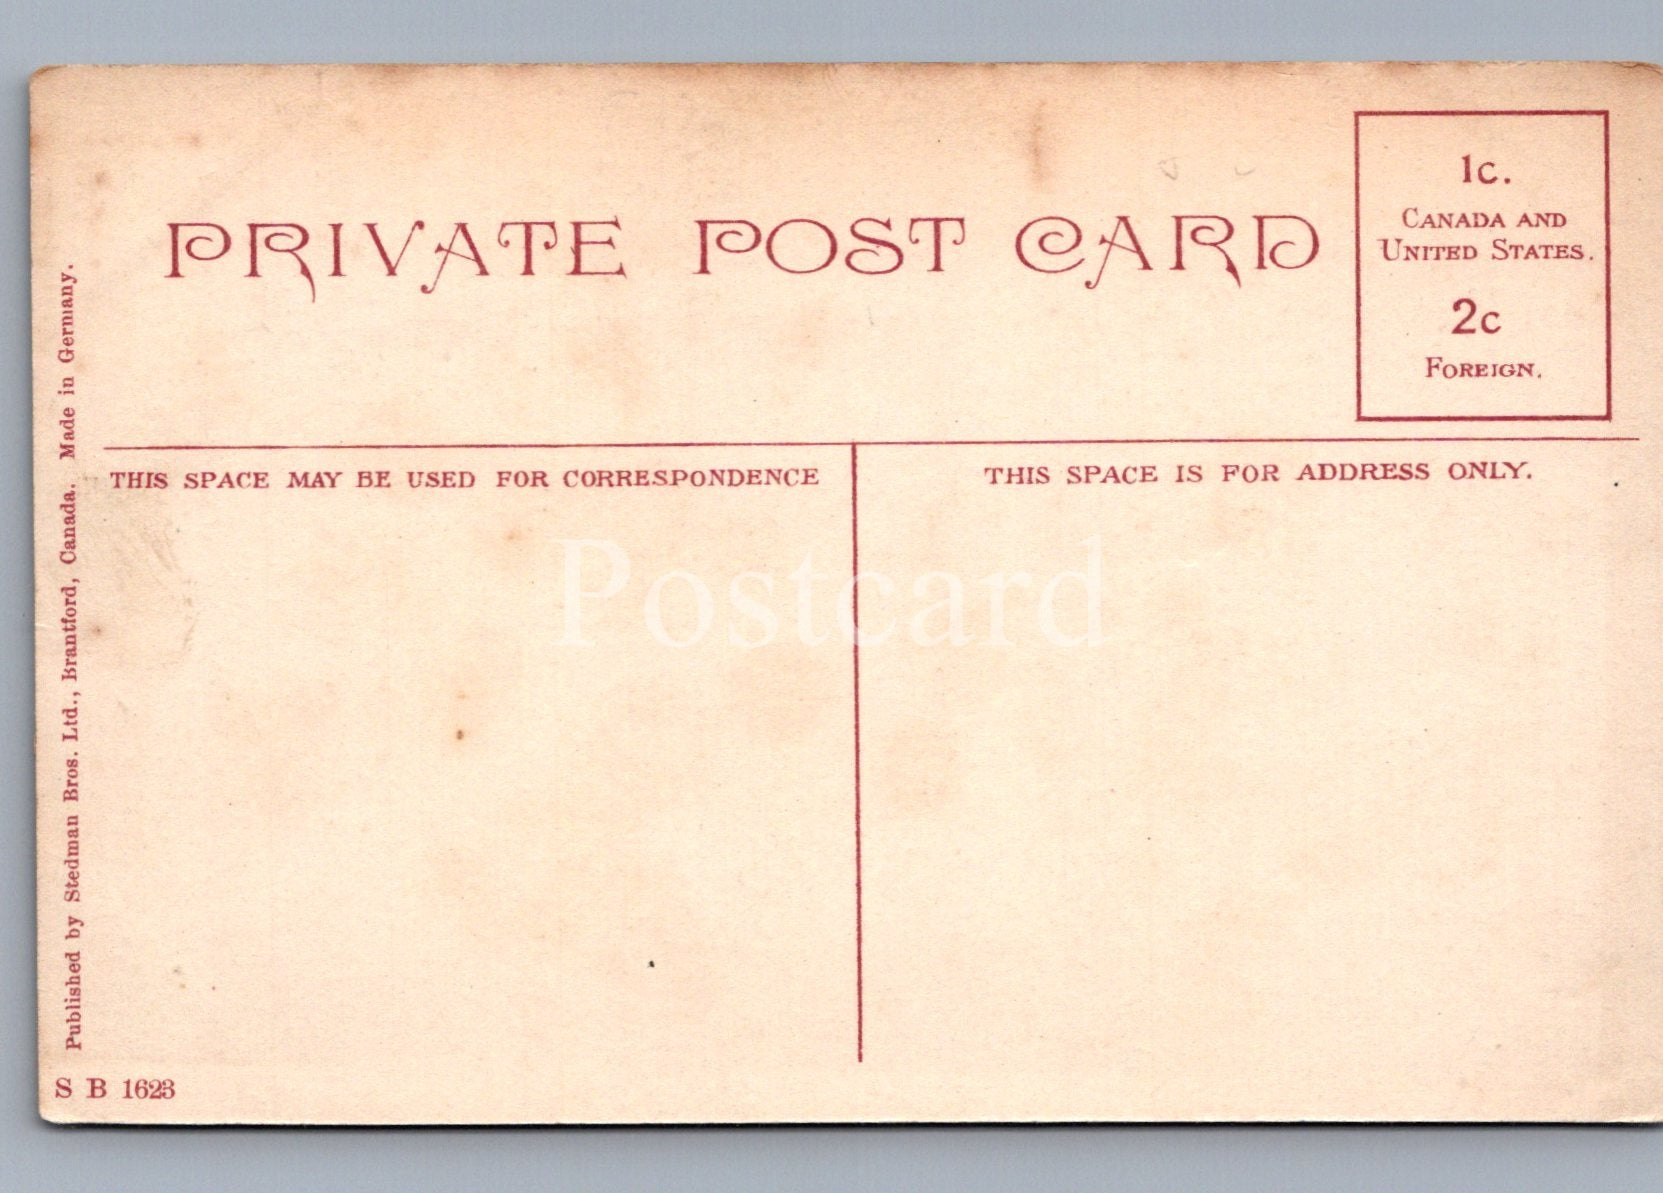 PRIVATE POST CARD
1c.
CANADA AND
UNITED STATES.
2c
FOREIGN.
THIS SPACE MAY BE USED FOR CORRESPONDENCE
THIS SPACE IS FOR ADDRESS ONLY.
Postcard
Published by Stedman Bros. Ltd., Brantford, Canada. Made in Germany.
S B 1623